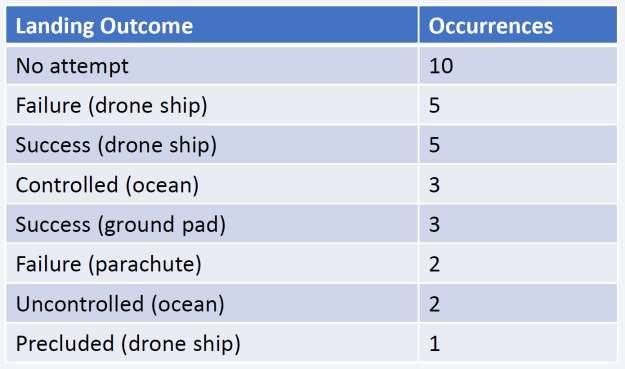 Landing Outcome Occurrences
No attempt 10
Failure (drone ship) 5
Success (drone ship) 5
Controlled (ocean) 3
Success (ground pad) 3
Failure (parachute) 2
Uncontrolled (ocean) 2
Precluded (drone ship) 1